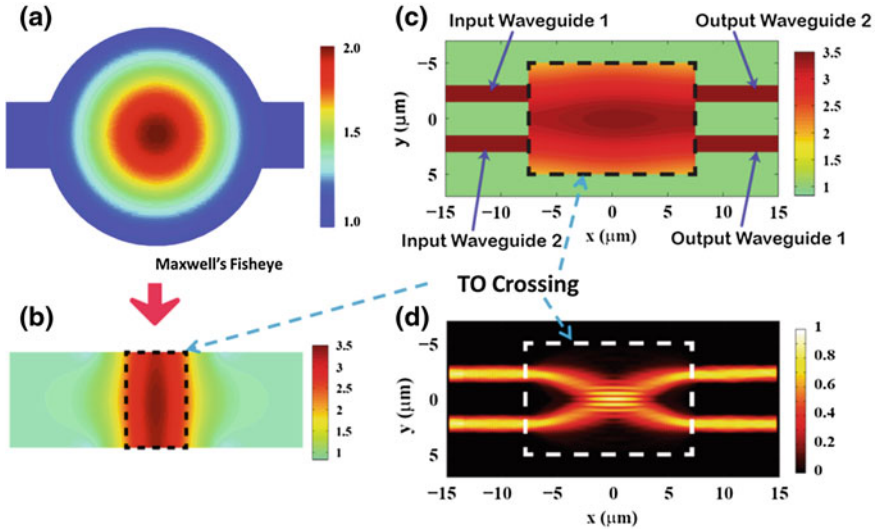 (a)
2.0
1.5
1.0
Maxwell's Fisheye
(b)
3.5
3
2.5
2
1.5
1
(c)
Input Waveguide 1
Output Waveguide 2
−5
0
5
y (μm)
−15
−10
−5
0
5
10
15
Input Waveguide 2
x (μm)
Output Waveguide 1
3.5
3
2.5
2
1.5
1
TO Crossing
(d)
−5
0
5
y (μm)
−15
−10
−5
0
5
10
15
x (μm)
1
0.8
0.6
0.4
0.2
0